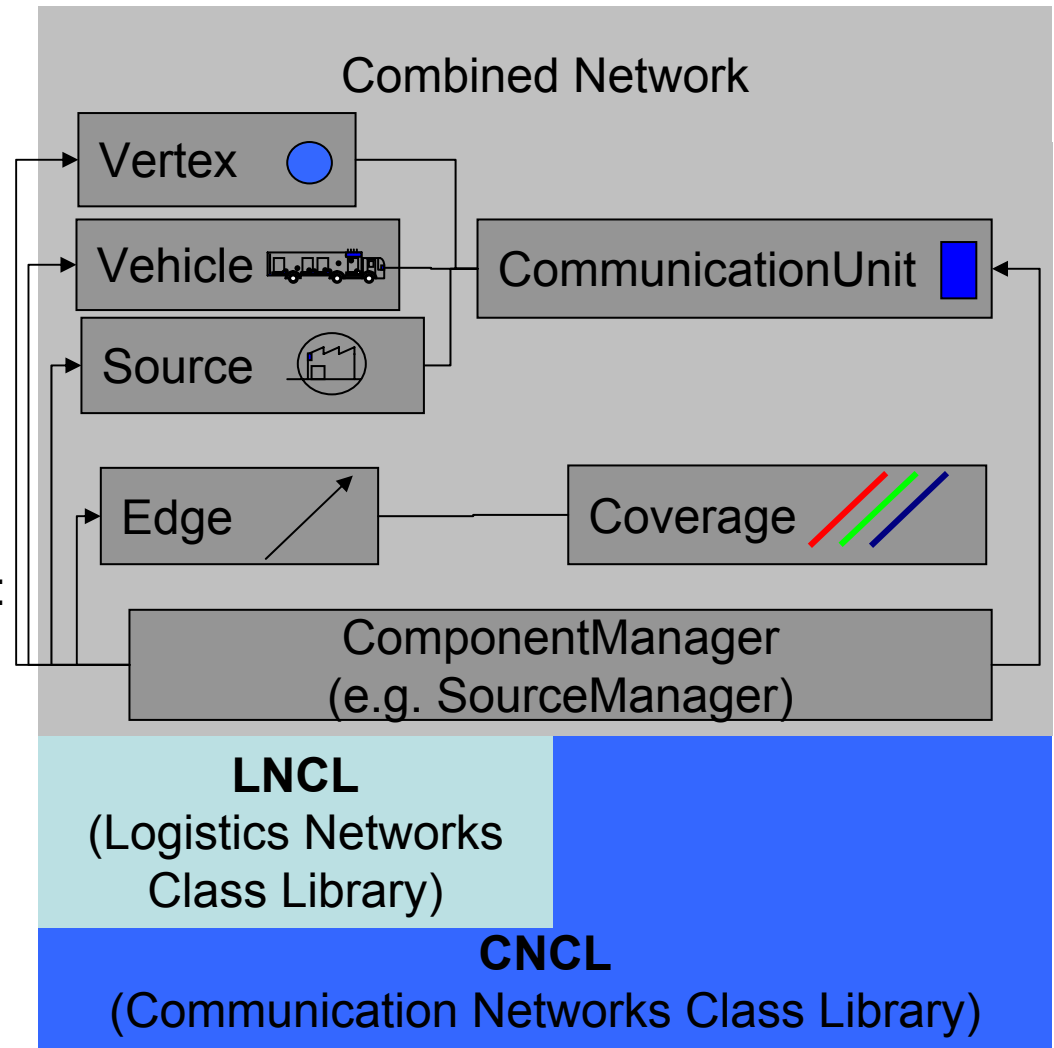 Combined Network
Vertex
Vehicle
CommunicationUnit
Source
Edge
Coverage
ComponentManager
(e.g. SourceManager)
LNCL
(Logistics Networks
Class Library)
CNCL
(Communication Networks Class Library)